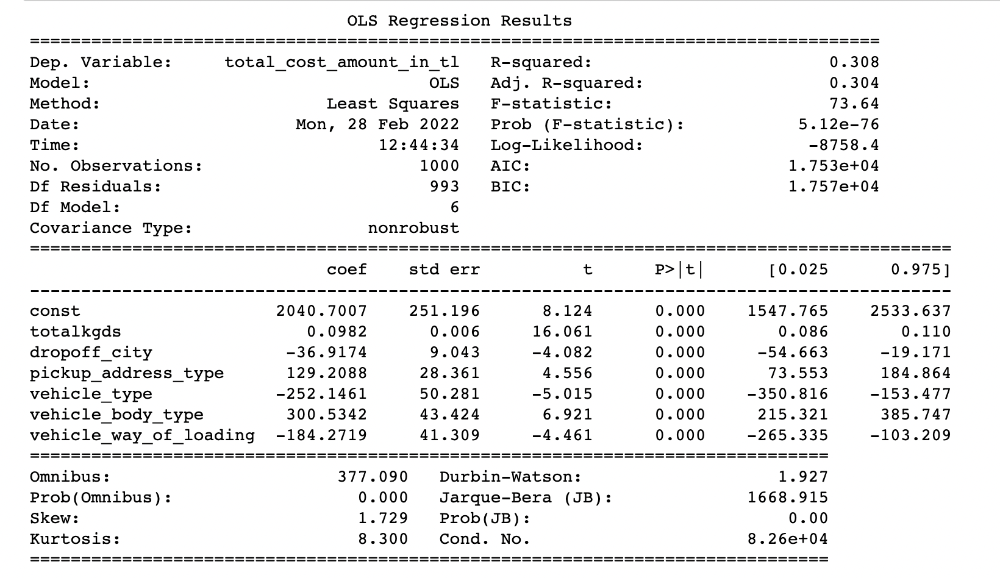 OLS Regression Results
==============================================================================
Dep. Variable: total_cost_amount_in_tl R-squared: 0.308
Model: OLS Adj. R-squared: 0.304
Method: Least Squares F-statistic: 73.64
Date: Mon, 28 Feb 2022 Prob (F-statistic): 5.12e-76
Time: 12:44:34 Log-Likelihood: -8758.4
No. Observations: 1000 AIC: 1.753e+04
Df Residuals: 993 BIC: 1.757e+04
Df Model: 6
Covariance Type: nonrobust
==============================================================================
coef std err t P>|t| [0.025 0.975]
------------------------------------------------------------------------------
const 2040.7007 251.196 8.124 0.000 1547.765 2533.637
totalkgds 0.0982 0.006 16.061 0.000 0.086 0.110
dropoff_city -36.9174 9.043 -4.082 0.000 -54.663 -19.171
pickup_address_type 129.2088 28.361 4.556 0.000 73.553 184.864
vehicle_type -252.1461 50.281 -5.015 0.000 -350.816 -153.477
vehicle_body_type 300.5342 43.424 6.921 0.000 215.321 385.747
vehicle_way_of_loading -184.2719 41.309 -4.461 0.000 -265.335 -103.209
==============================================================================
Omnibus: 377.090 Durbin-Watson: 1.927
Prob(Omnibus): 0.000 Jarque-Bera (JB): 1668.915
Skew: 1.729 Prob(JB): 0.00
Kurtosis: 8.300 Cond. No. 8.26e+04
==============================================================================